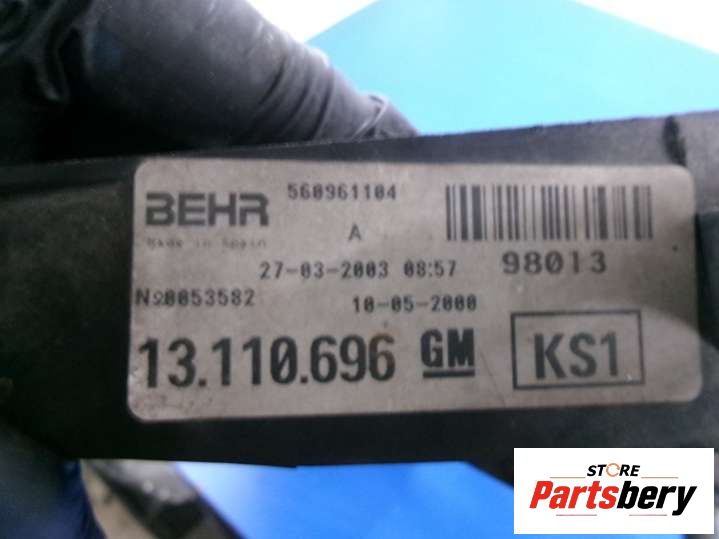 BEHR
560961104
A
Made in Spain
98013
27-03-2003 08:57
№0053582
10-05-2000
13.110.696 GM KS1
STORE
Partsbery